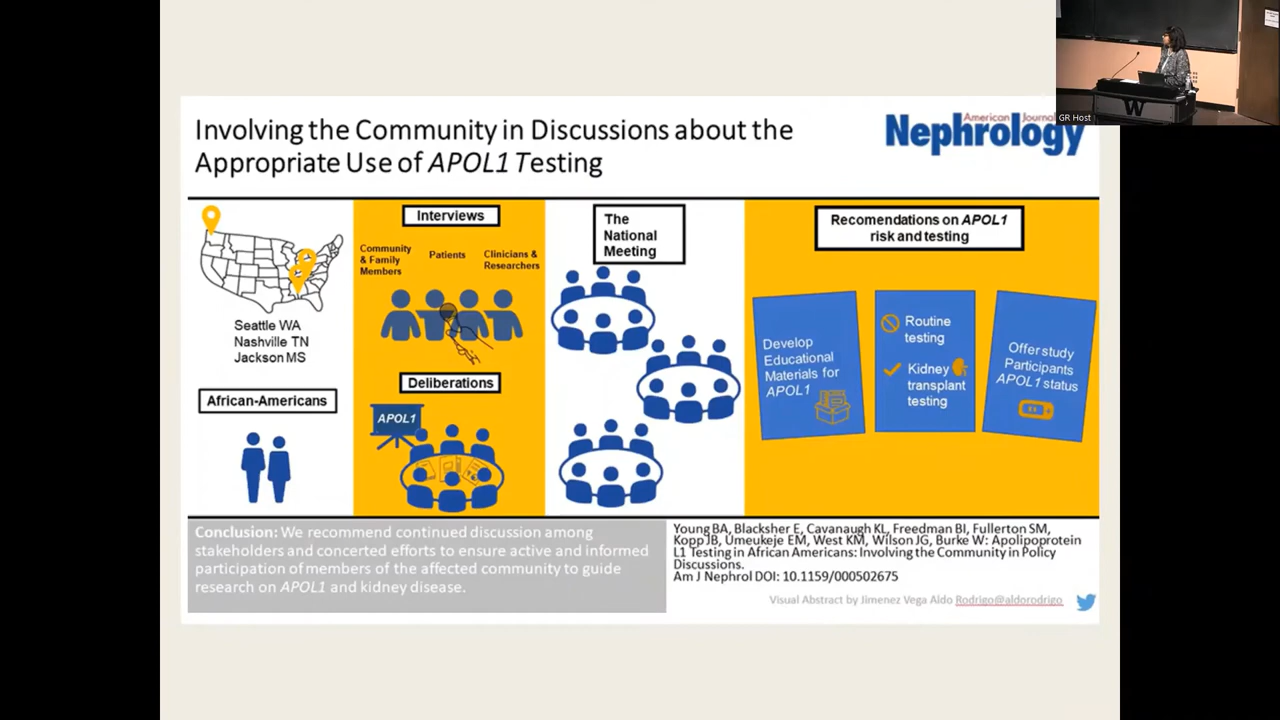 Involving the Community in Discussions about the
Appropriate Use of APOL1 Testing
American Journal
Nephrology
GR Host
W
Seattle WA
Nashville TN
Jackson MS
African-Americans
Interviews
Community
& Family
Members
Patients
Clinicians &
Researchers
Deliberations
APOL1
The
National
Meeting
Recomendations on APOL1
risk and testing
Develop
Educational
Materials for
APOL1
Routine
testing
Kidney
transplant
testing
Offer study
Participants
APOL1 status
Conclusion: We recommend continued discussion among
stakeholders and concerted efforts to ensure active and informed
participation of members of the affected community to guide
research on APOL1 and kidney disease.
Young BA, Blacksher E, Cavanaugh KL, Freedman BI, Fullerton SM,
Kopp JB, Umeukeje EM, West KM, Wilson JG, Burke W: Apolipoprotein
L1 Testing in African Americans: Involving the Community in Policy
Discussions.
Am J Nephrol DOI: 10.1159/000502675
Visual Abstract by Jimenez Vega Aldo Rodrigo@aldorodrigo